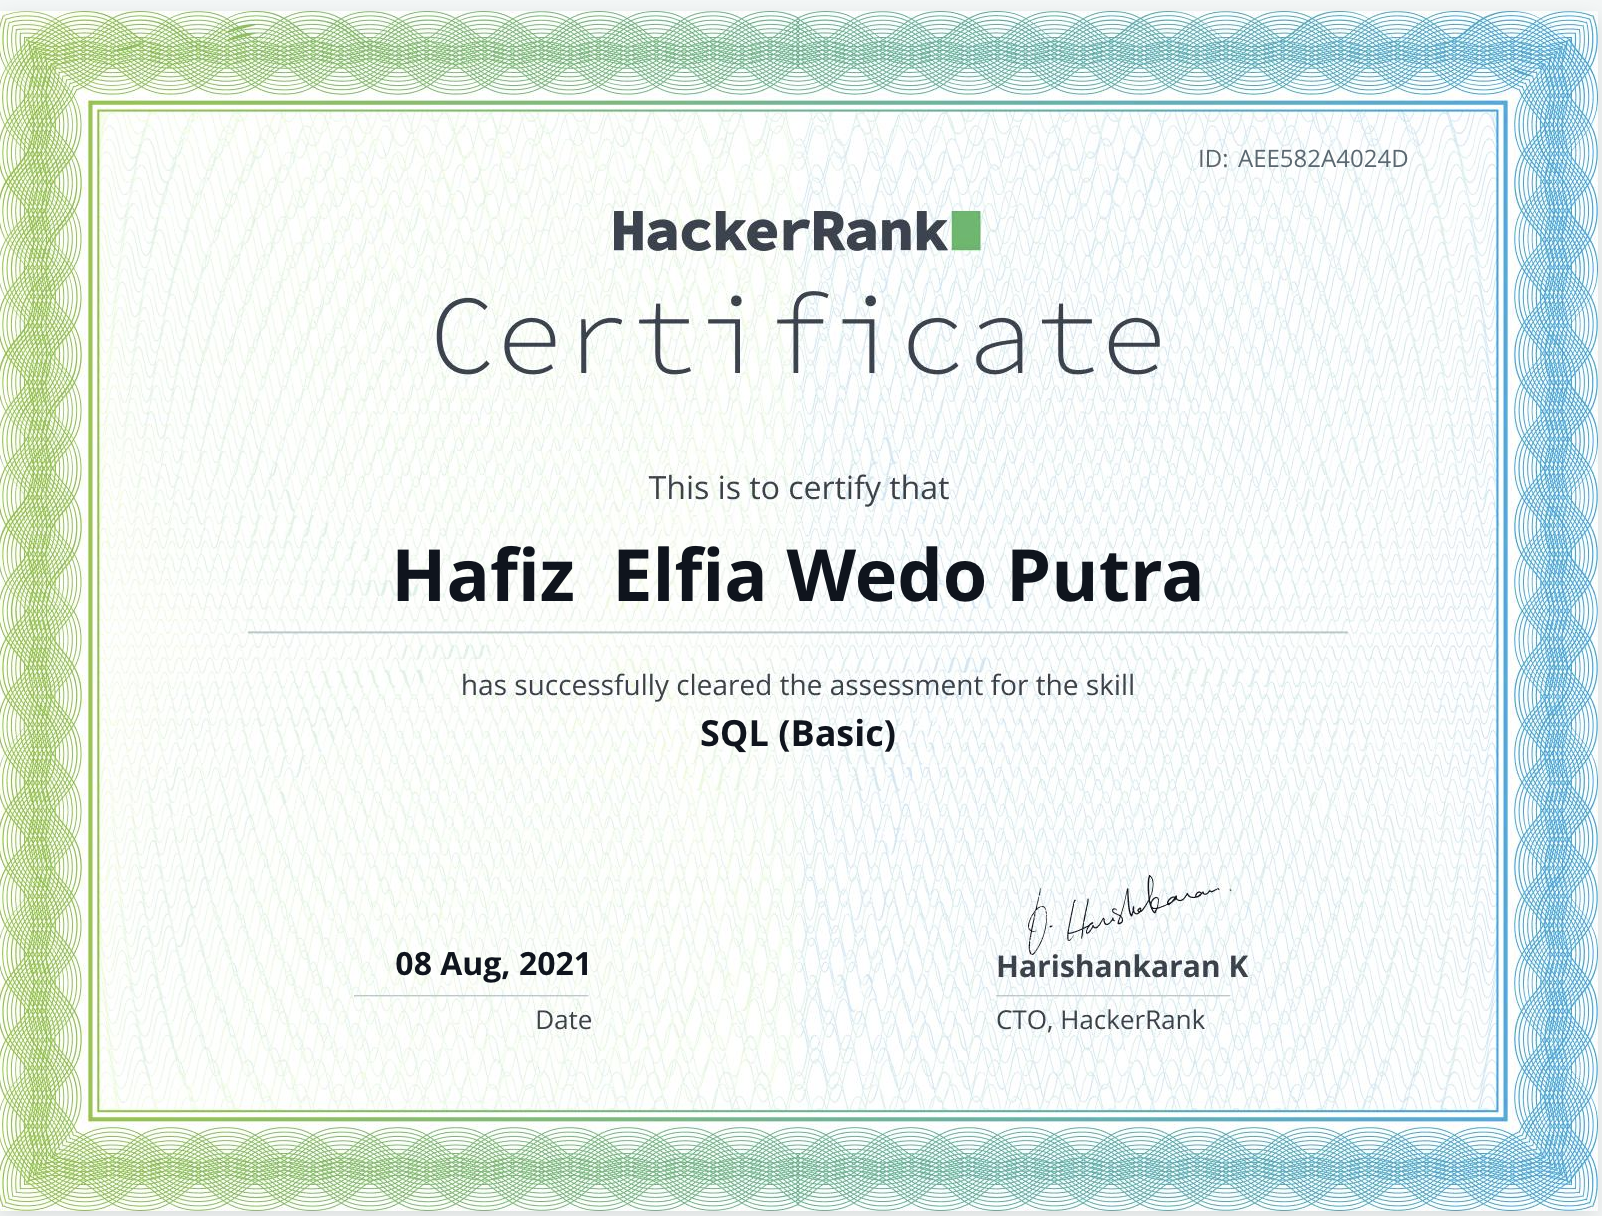 ID: AEE582A4024D
HackerRank
Certificate
This is to certify that
Hafiz  Elfia Wedo Putra
has successfully cleared the assessment for the skill
SQL (Basic)
08 Aug, 2021
Date
Harishankaran
Harishankaran K
CTO, HackerRank